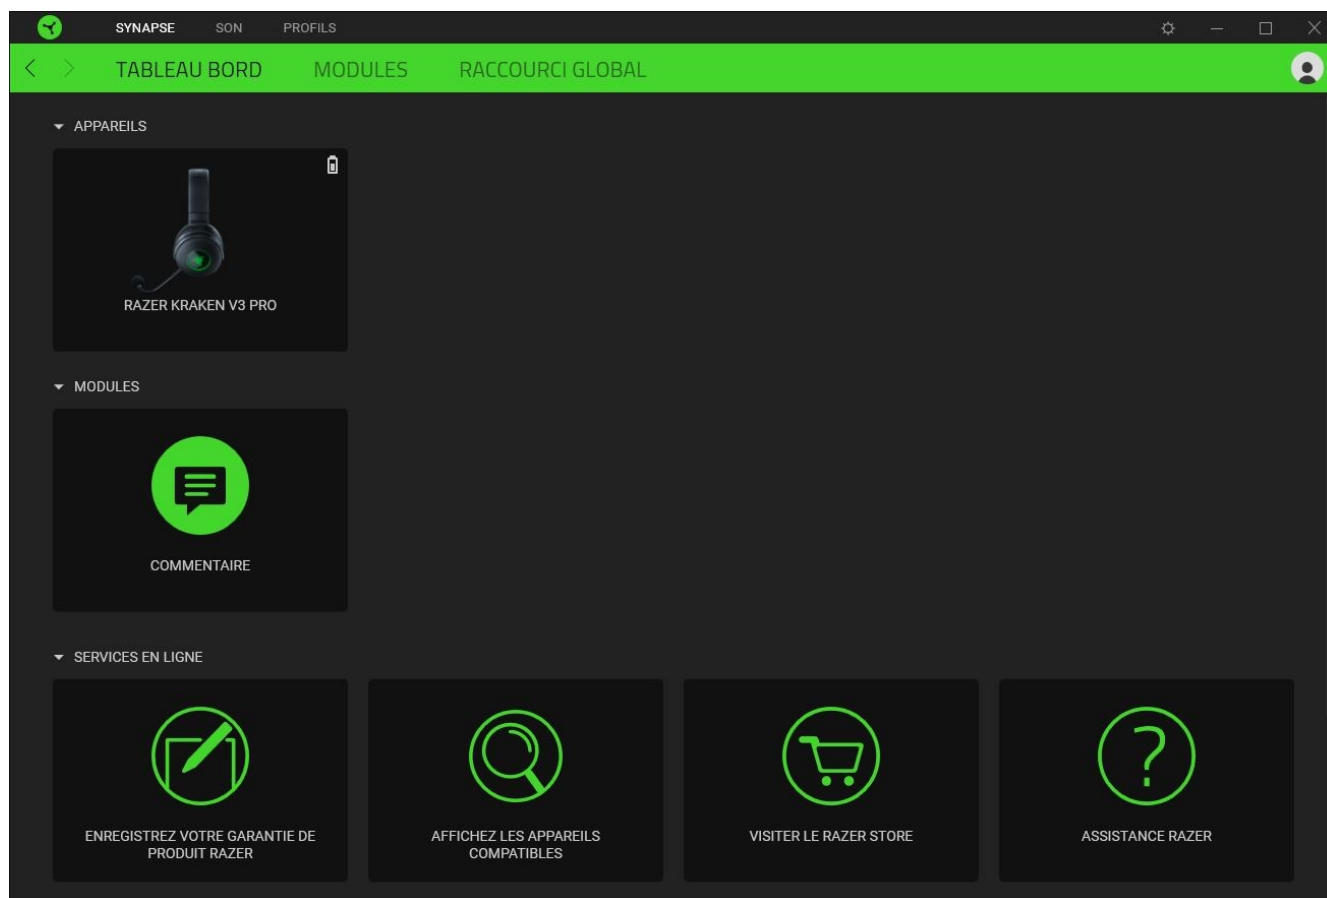 SYNAPSE SON PROFILS
TABLEAU BORD MODULES RACCOURCI GLOBAL
APPAREILS
RAZER KRAKEN V3 PRO
MODULES
COMMENTAIRE
SERVICES EN LIGNE
ENREGISTREZ VOTRE GARANTIE DE
PRODUIT RAZER
AFFICHEZ LES APPAREILS
COMPATIBLES
VISITER LE RAZER STORE
ASSISTANCE RAZER